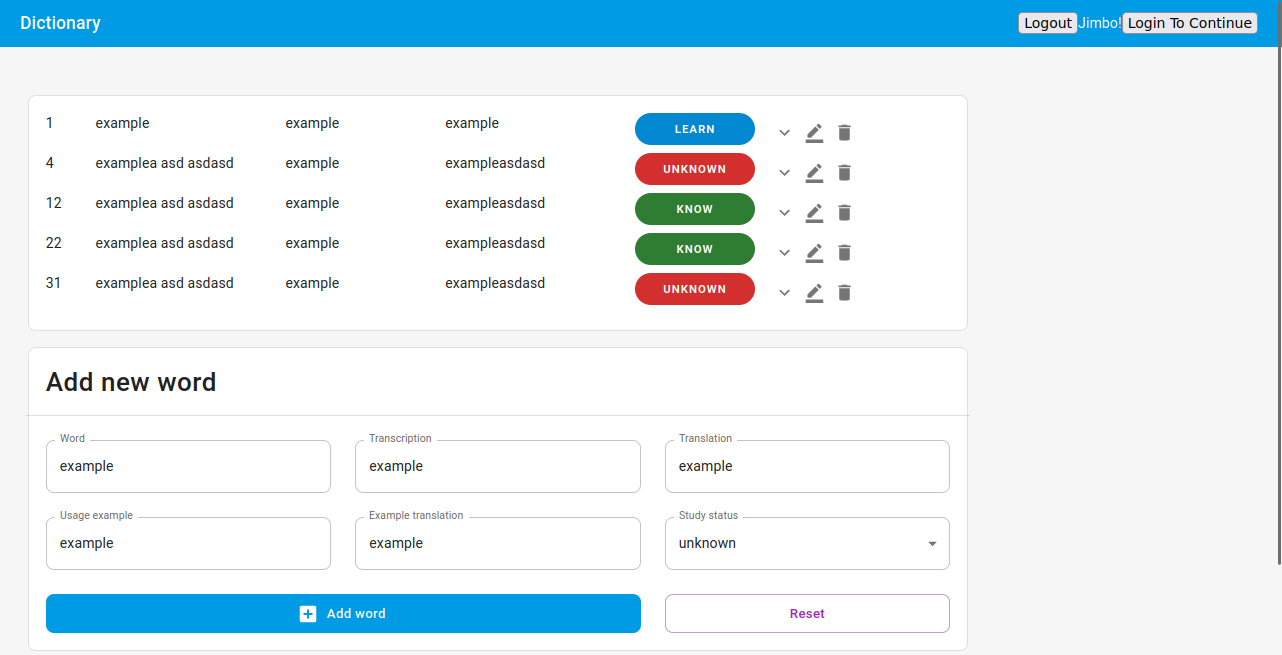 Dictionary Logout Jimbo! Login To Continue
1 example example example LEARN
4 examplea asd asdasd example exampleasdasd UNKNOWN
12 examplea asd asdasd example exampleasdasd KNOW
22 examplea asd asdasd example exampleasdasd KNOW
31 examplea asd asdasd example exampleasdasd UNKNOWN
Add new word
Word Transcription Translation
example example example
Usage example Example translation Study status
example example unknown
Add word Reset